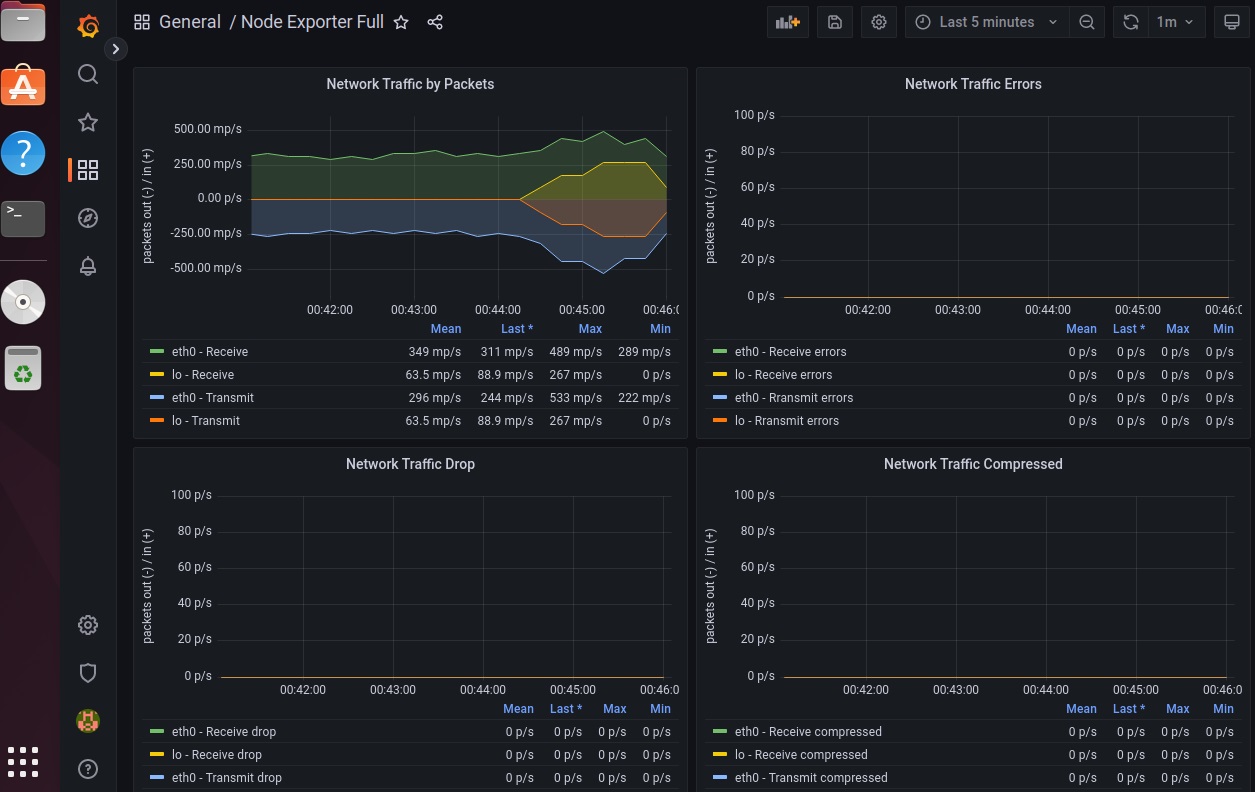 General / Node Exporter Full
Last 5 minutes
1m
Network Traffic by Packets
packets out (-) / in (+)
500.00 mp/s
250.00 mp/s
0.00 p/s
-250.00 mp/s
-500.00 mp/s
00:42:00 00:43:00 00:44:00 00:45:00 00:46:0
Mean Last * Max Min
eth0 - Receive 349 mp/s 311 mp/s 489 mp/s 289 mp/s
lo - Receive 63.5 mp/s 88.9 mp/s 267 mp/s 0 p/s
eth0 - Transmit 296 mp/s 244 mp/s 533 mp/s 222 mp/s
lo - Transmit 63.5 mp/s 88.9 mp/s 267 mp/s 0 p/s
Network Traffic Errors
packets out (-) / in (+)
100 p/s
80 p/s
60 p/s
40 p/s
20 p/s
0 p/s
00:42:00 00:43:00 00:44:00 00:45:00 00:46:0
Mean Last * Max Min
eth0 - Receive errors 0 p/s 0 p/s 0 p/s 0 p/s
lo - Receive errors 0 p/s 0 p/s 0 p/s 0 p/s
eth0 - Rransmit errors 0 p/s 0 p/s 0 p/s 0 p/s
lo - Rransmit errors 0 p/s 0 p/s 0 p/s 0 p/s
Network Traffic Drop
packets out (-) / in (+)
100 p/s
80 p/s
60 p/s
40 p/s
20 p/s
0 p/s
00:42:00 00:43:00 00:44:00 00:45:00 00:46:0
Mean Last * Max Min
eth0 - Receive drop 0 p/s 0 p/s 0 p/s 0 p/s
lo - Receive drop 0 p/s 0 p/s 0 p/s 0 p/s
eth0 - Transmit drop 0 p/s 0 p/s 0 p/s 0 p/s
Network Traffic Compressed
packets out (-) / in (+)
100 p/s
80 p/s
60 p/s
40 p/s
20 p/s
0 p/s
00:42:00 00:43:00 00:44:00 00:45:00 00:46:0
Mean Last * Max Min
eth0 - Receive compressed 0 p/s 0 p/s 0 p/s 0 p/s
lo - Receive compressed 0 p/s 0 p/s 0 p/s 0 p/s
eth0 - Transmit compressed 0 p/s 0 p/s 0 p/s 0 p/s